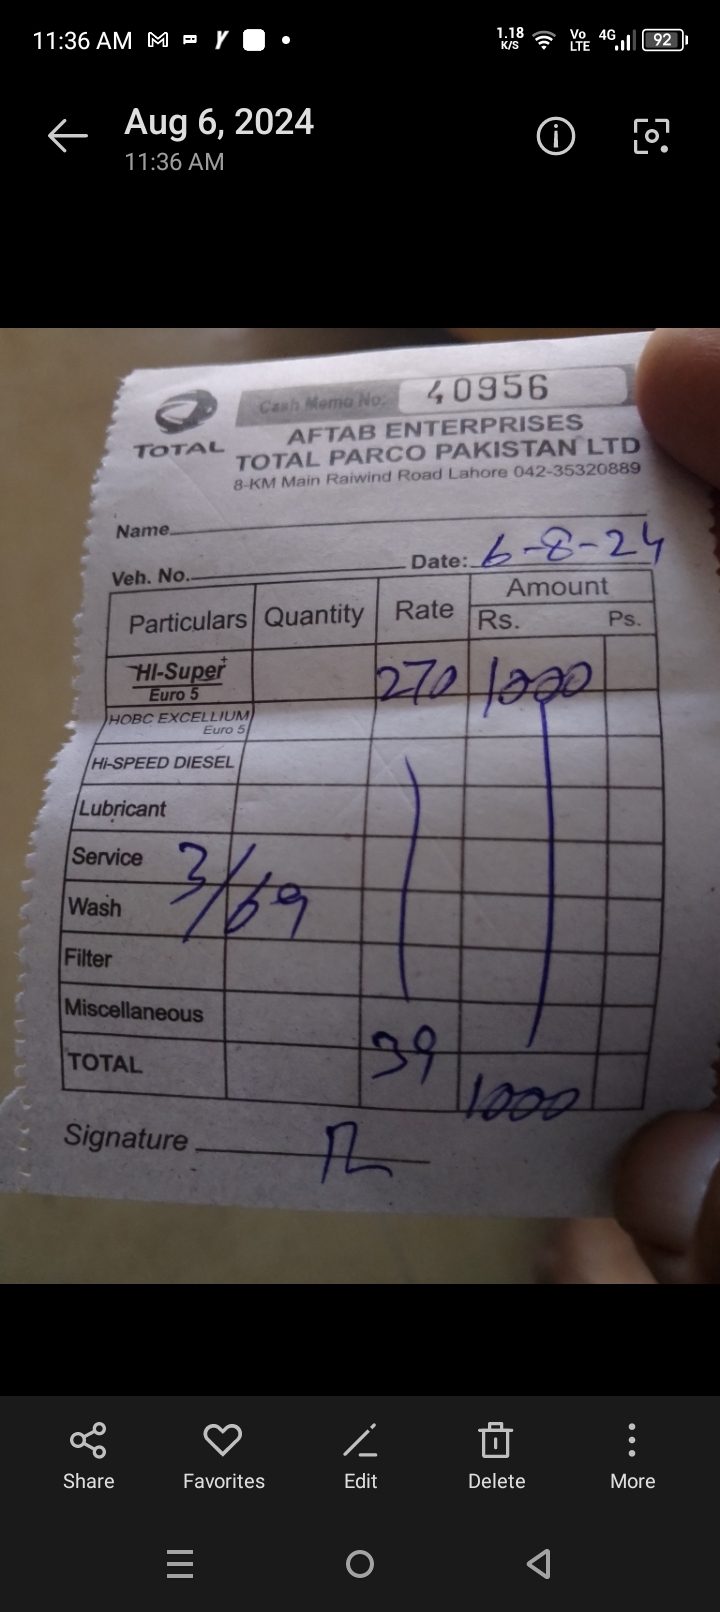 11:36 AM
1.18 K/S Vo LTE 4G 92
Aug 6, 2024
11:36 AM
Cash Memo No: 40956
TOTAL
AFTAB ENTERPRISES
TOTAL PARCO PAKISTAN LTD
8-KM Main Raiwind Road Lahore 042-35320889
Name
Veh. No. Date: 6-8-24
Particulars Quantity Rate Amount
Rs. Ps.
HI-Super+ 270 1000
Euro 5
HOBC EXCELLIUM
Euro 5
Hi-SPEED DIESEL
Lubricant
Service
3/69
Wash
Filter
Miscellaneous
39
TOTAL 1000
Signature
Share Favorites Edit Delete More